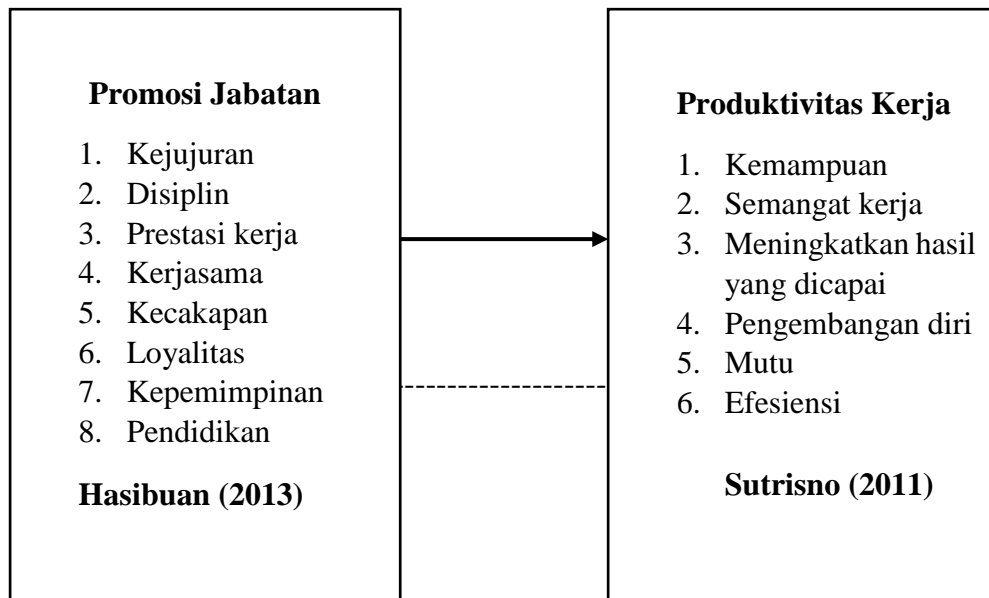 Promosi Jabatan
1. Kejujuran
2. Disiplin
3. Prestasi kerja
4. Kerjasama
5. Kecakapan
6. Loyalitas
7. Kepemimpinan
8. Pendidikan
Hasibuan (2013)
Produktivitas Kerja
1. Kemampuan
2. Semangat kerja
3. Meningkatkan hasil
yang dicapai
4. Pengembangan diri
5. Mutu
6. Efesiensi
Sutrisno (2011)